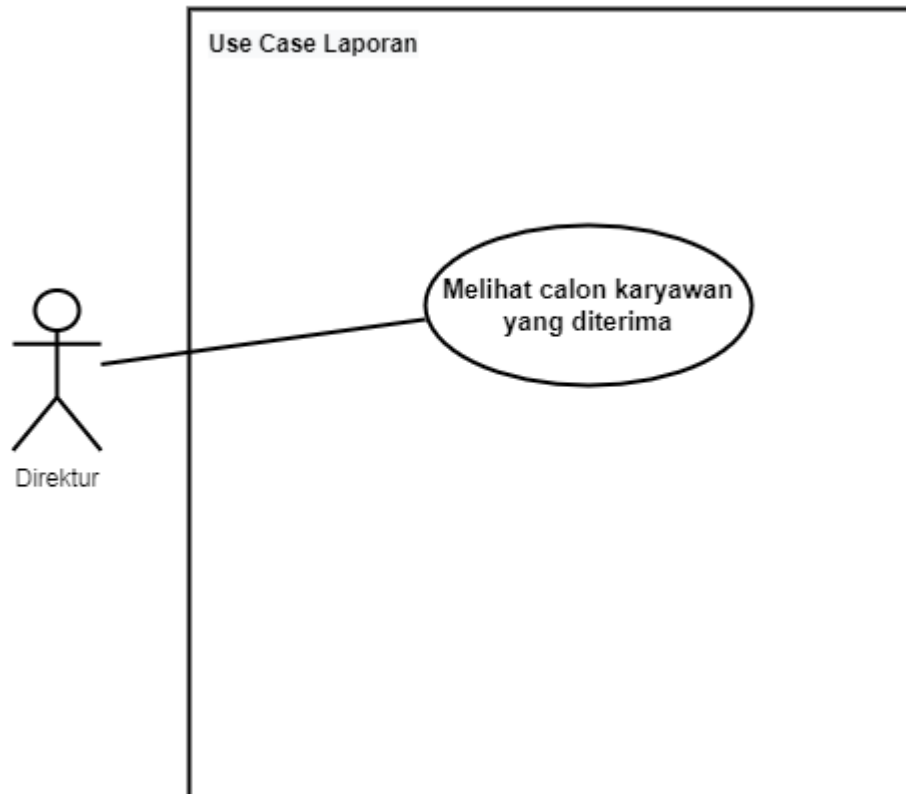 Use Case Laporan
Melihat calon karyawan
yang diterima
Direktur